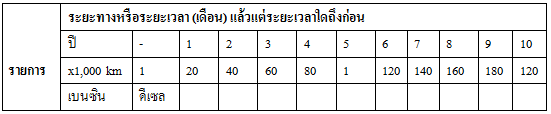 ระยะทางหรือระยะเวลา (เดือน) แล้วแต่ระยะเวลาใดถึงก่อน
ปี - 1 2 3 4 5 6 7 8 9 10
รายการ x1,000 km 1 20 40 60 80 1 120 140 160 180 120
เบนซิน ดีเซล